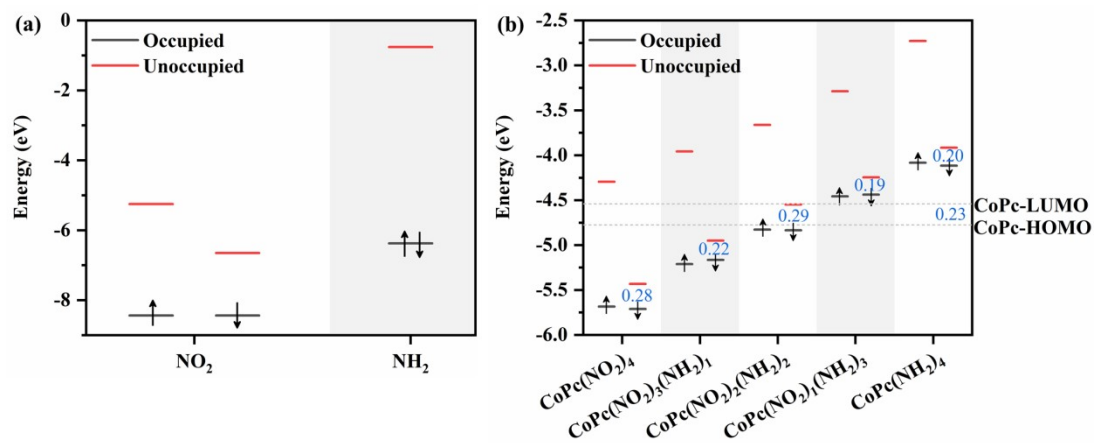 (a)
Energy (eV)
0
-2
-4
-6
-8
Occupied
Unoccupied
NO₂
NH₂
(b)
Energy (eV)
-2.5
-3.0
-3.5
-4.0
-4.5
-5.0
-5.5
-6.0
Occupied
Unoccupied
0.28
0.22
0.29
0.19
0.20
0.23
CoPc-LUMO
CoPc-HOMO
CoPc(NO₂)₄
CoPc(NO₂)₃(NH₂)₁
CoPc(NO₂)₂(NH₂)₂
CoPc(NO₂)₁(NH₂)₃
CoPc(NH₂)₄